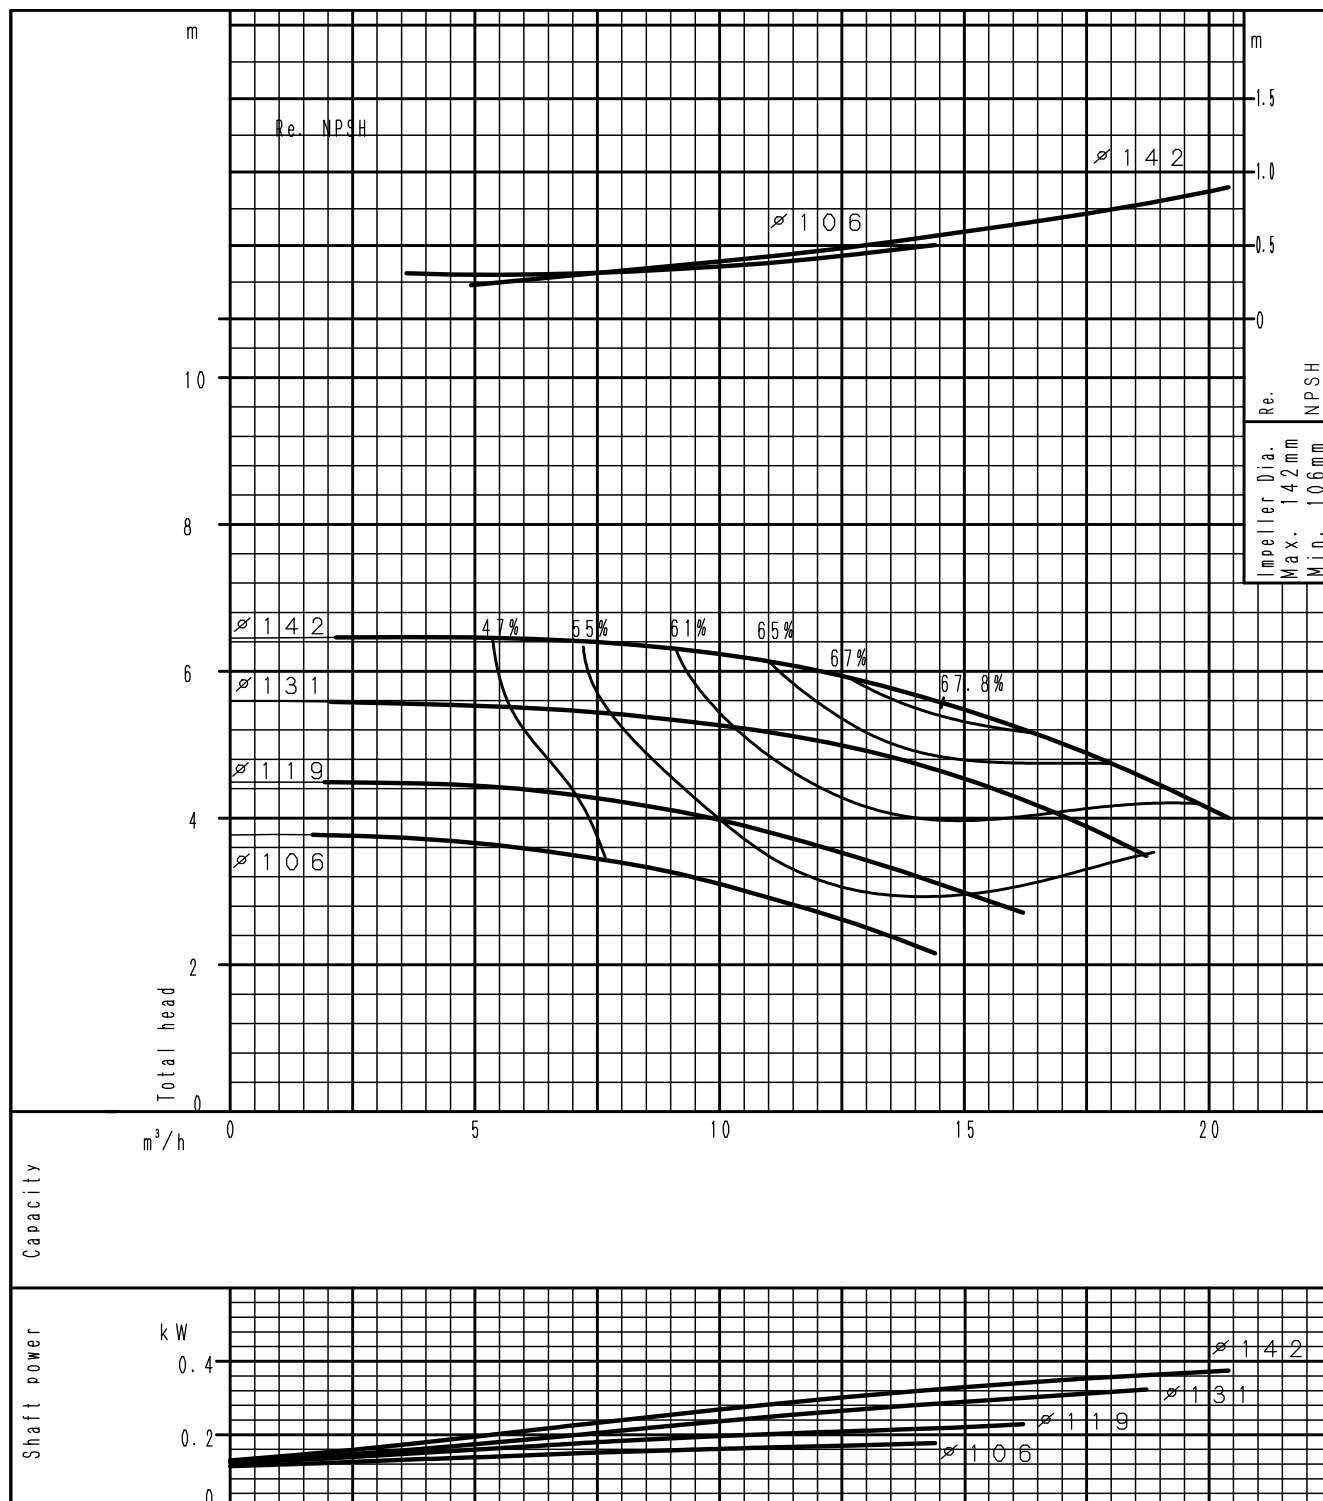 m
m
1.5
Re. NPSH
ø142
1.0
ø106
0.5
0
10
Re. NPSH
Impeller Dia.
Max. 142mm
Min. 106mm
8
ø142
47%
55%
61%
65%
67%
6
ø131
67.8%
ø119
4
ø106
2
Total head
0
m³/h
0
5
10
15
20
Capacity
Shaft power
kW
ø142
0.4
ø131
ø119
0.2
ø106
0